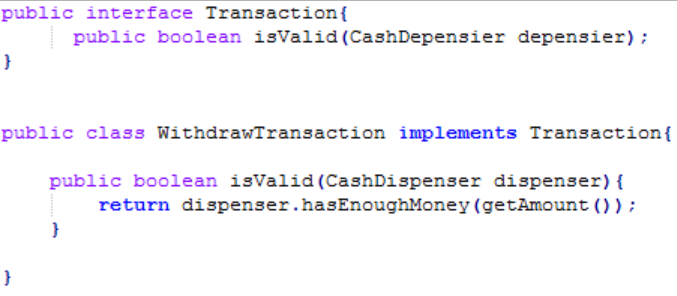 public interface Transaction{
public boolean isValid(CashDepensier depensier);
}
public class WithdrawTransaction implements Transaction{
public boolean isValid(CashDispenser dispenser){
return dispenser.hasEnoughMoney(getAmount());
}
}